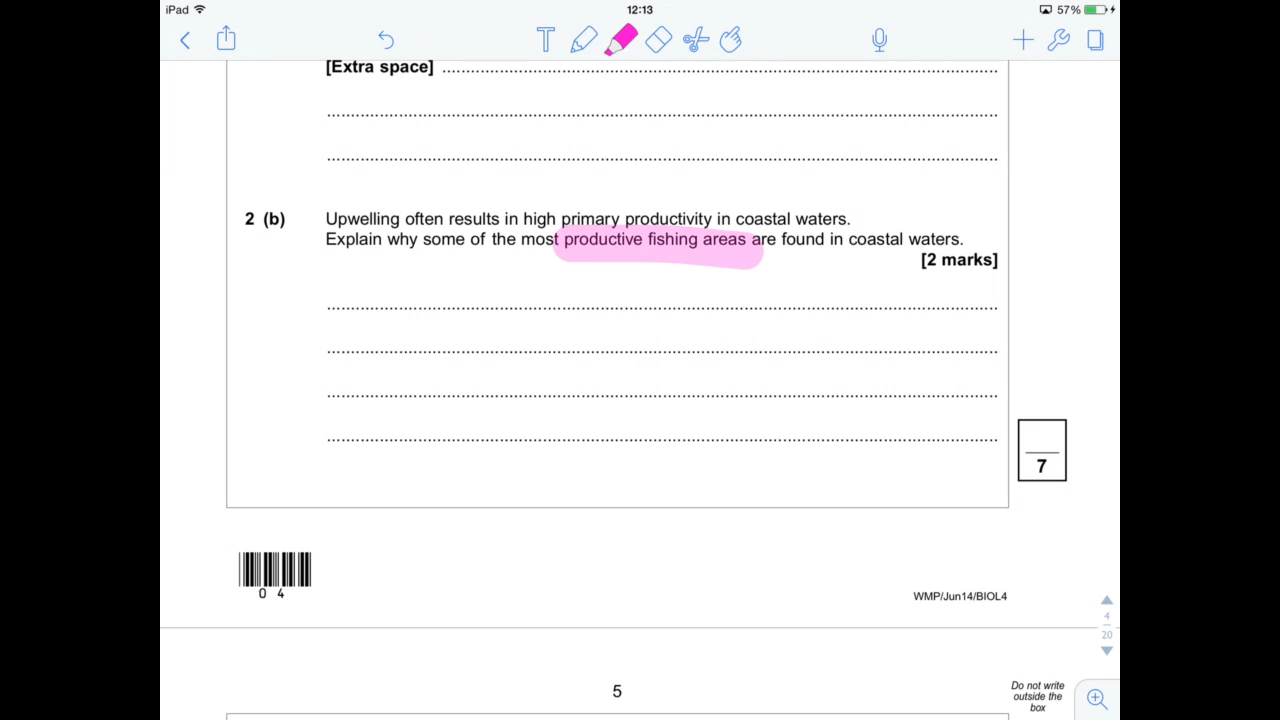 iPad
12:13
57%
T
[Extra space]
2 (b) Upwelling often results in high primary productivity in coastal waters.
Explain why some of the most productive fishing areas are found in coastal waters.
[2 marks]
7
0 4
WMP/Jun14/BIOL4
4
20
5
Do not write
outside the
box